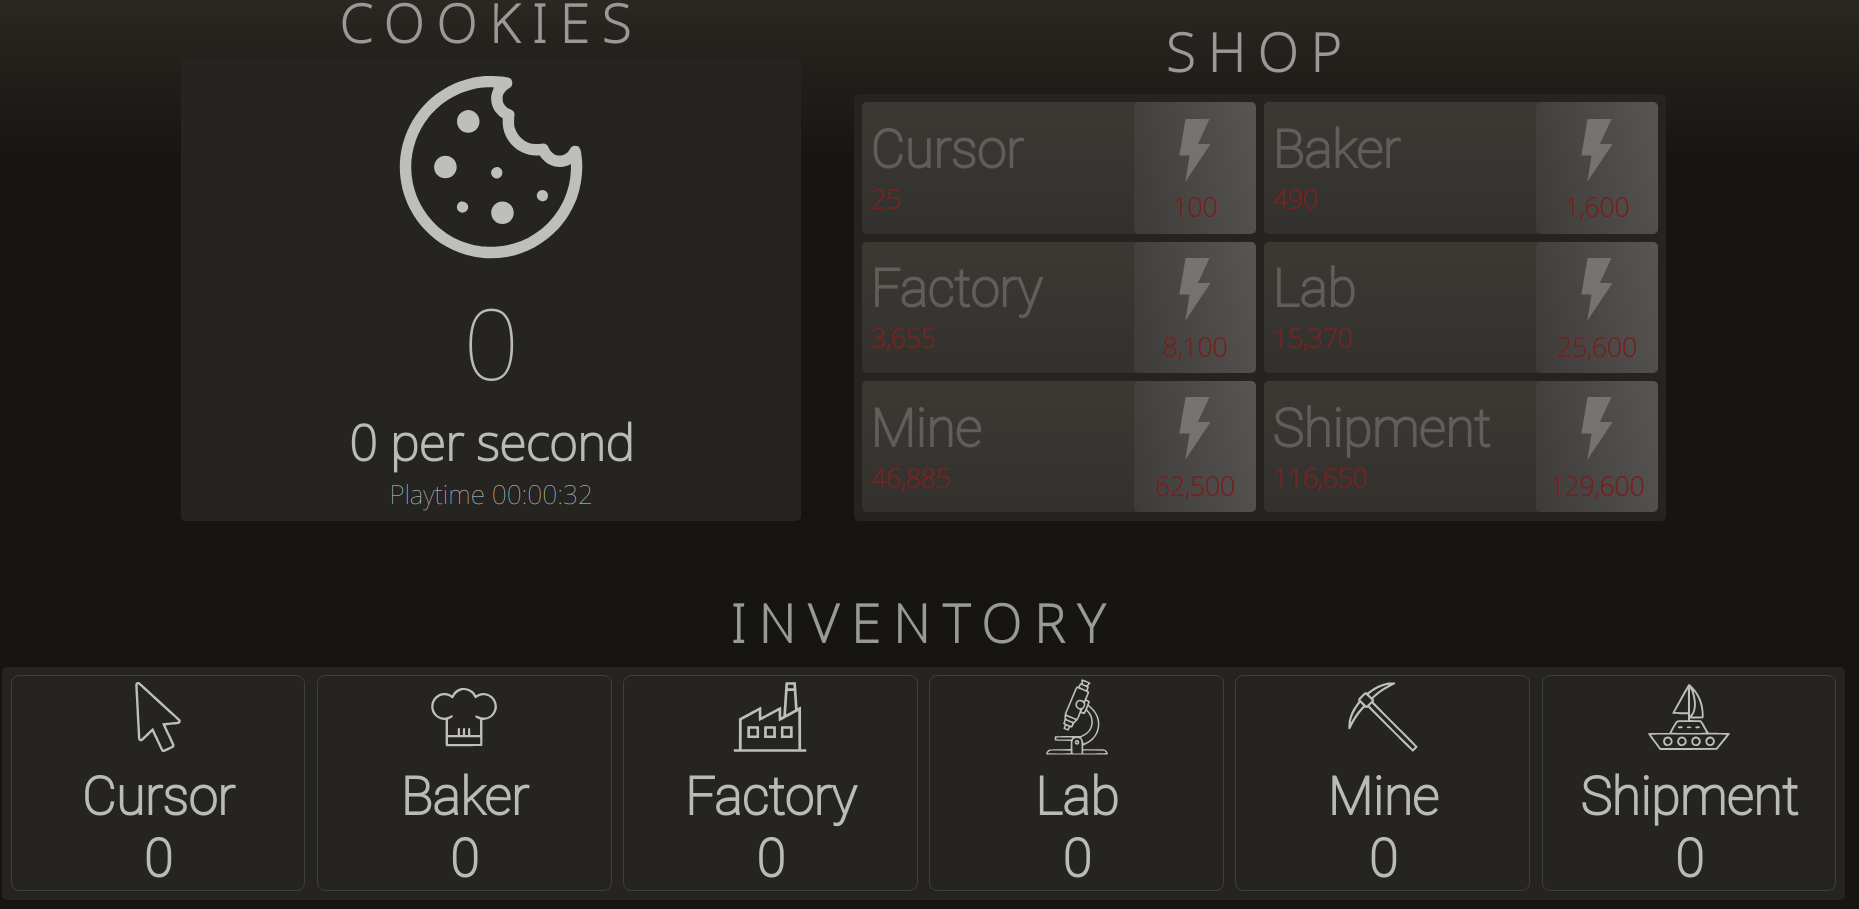 COOKIES
0
0 per second
Playtime 00:00:32
SHOP
Cursor
25
100
Baker
490
1,600
Factory
3,655
8,100
Lab
15,370
25,600
Mine
46,885
62,500
Shipment
116,650
129,600
INVENTORY
Cursor
0
Baker
0
Factory
0
Lab
0
Mine
0
Shipment
0